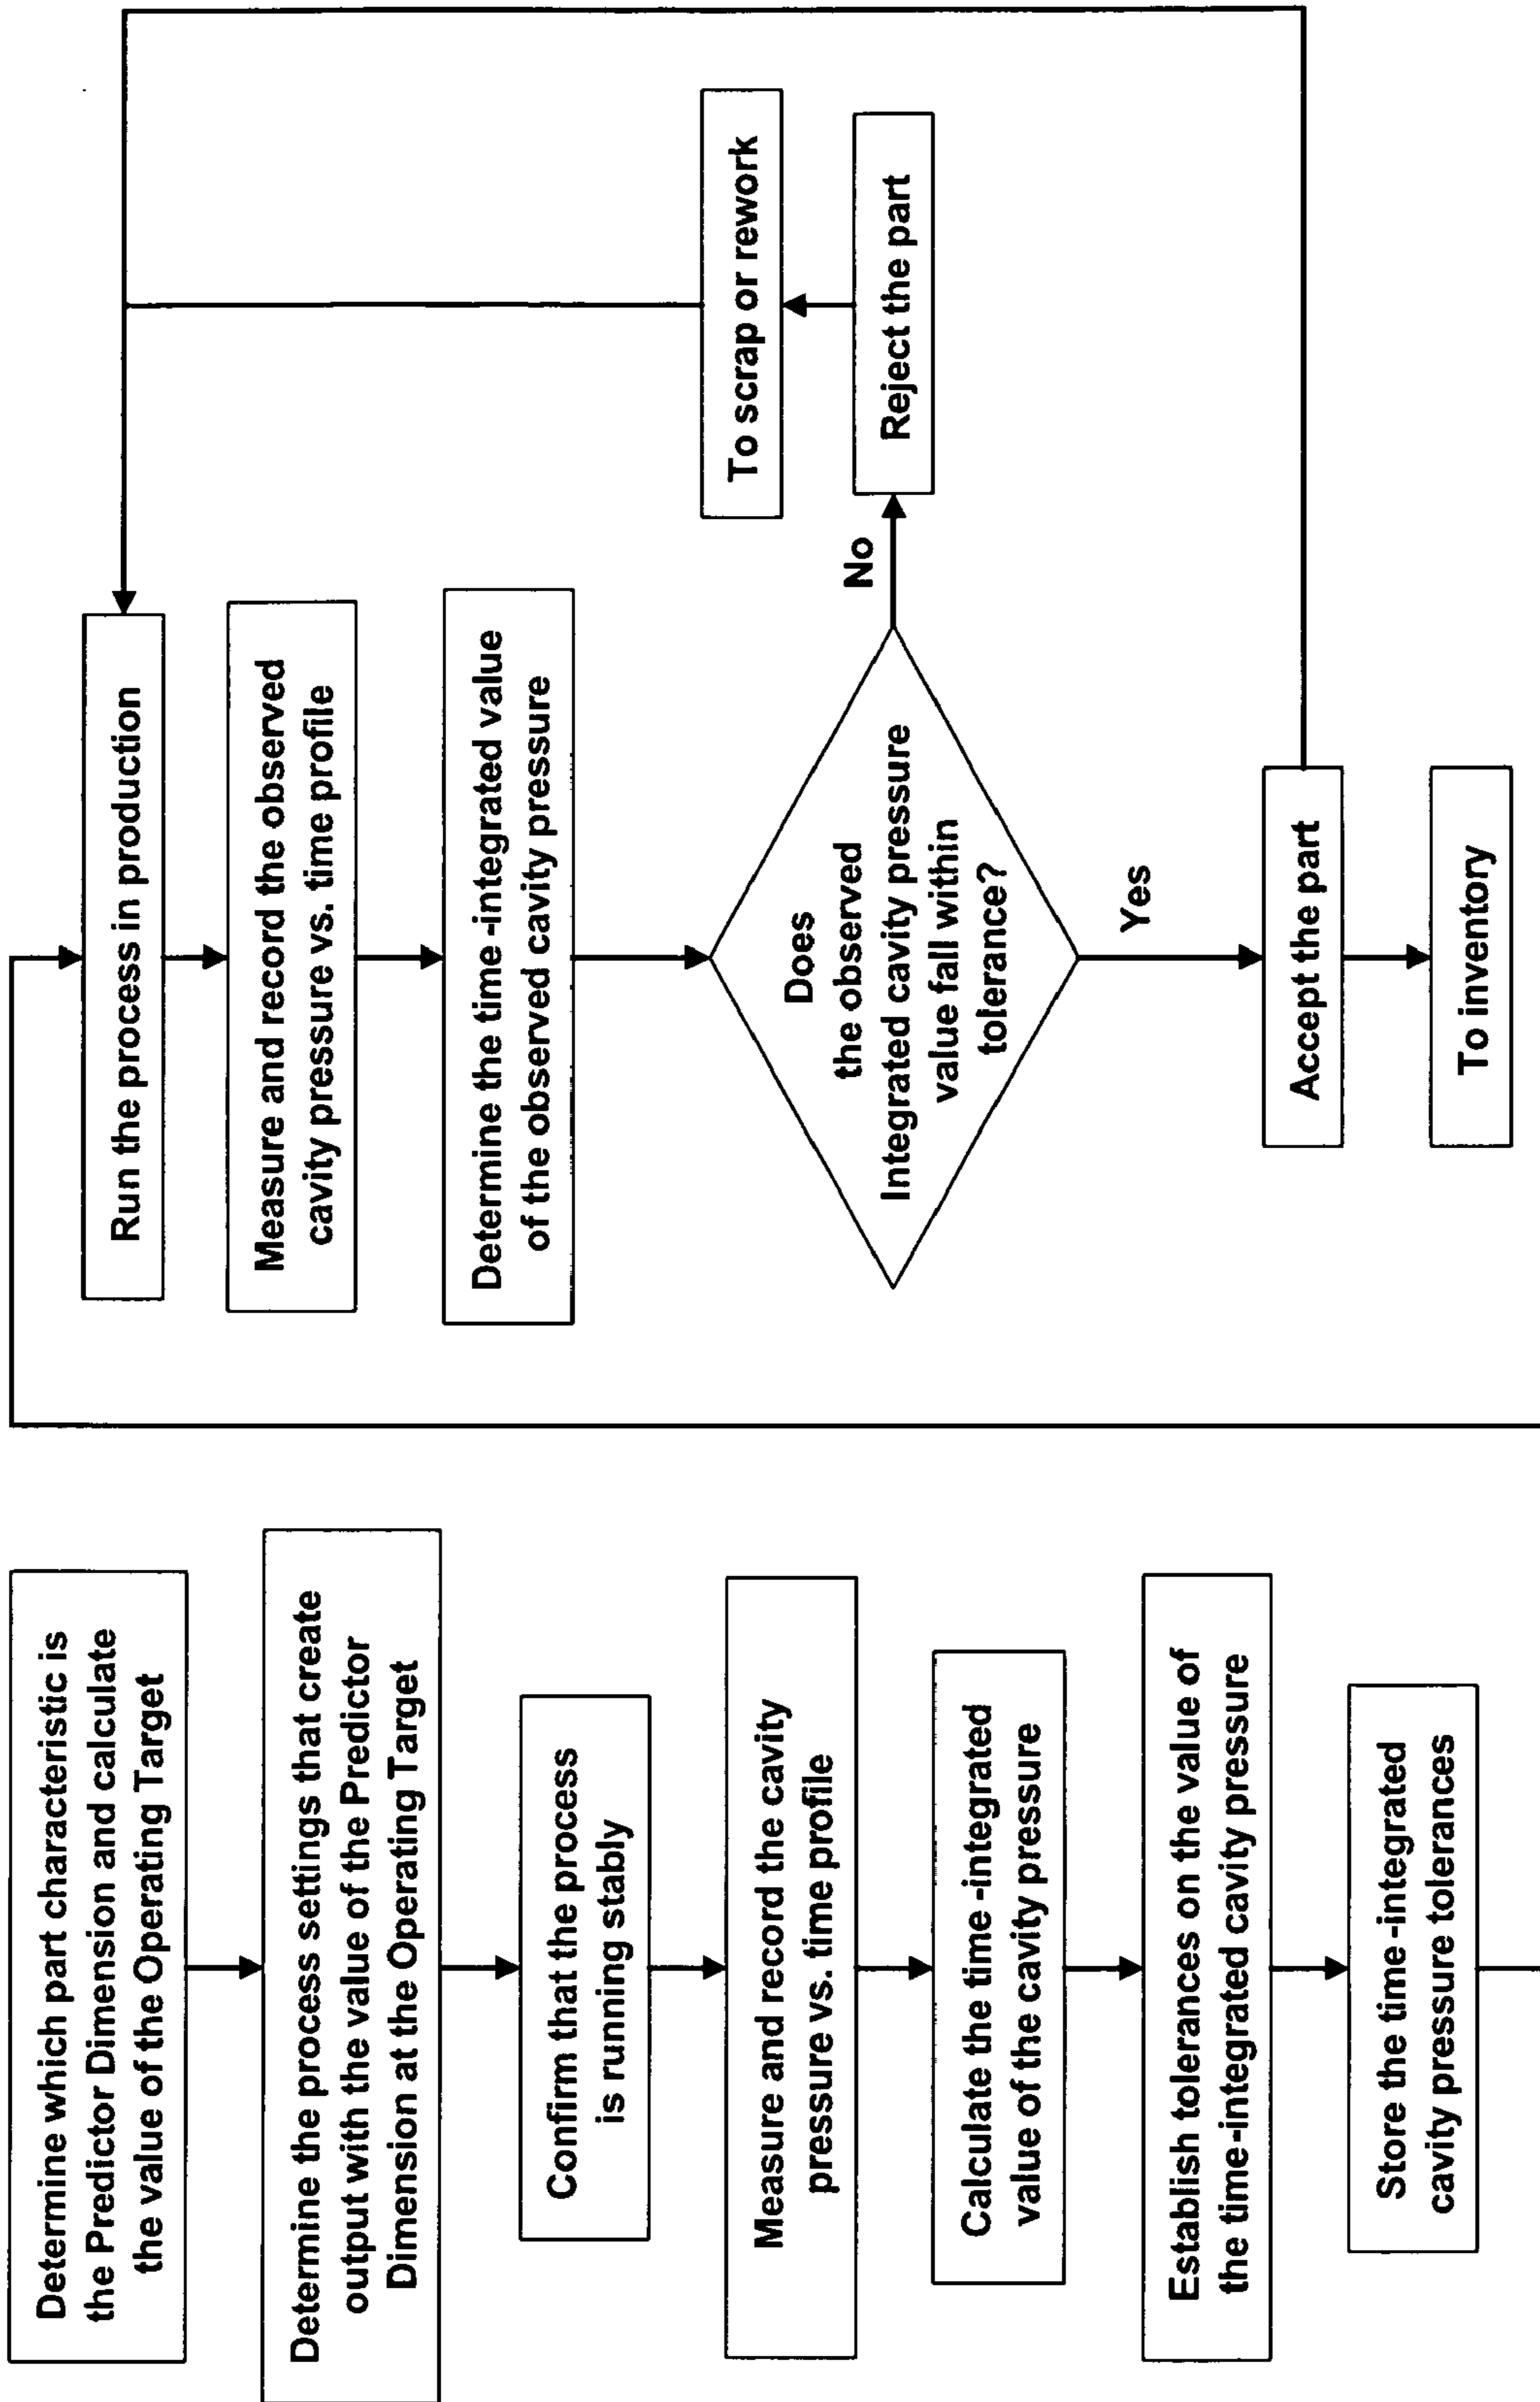 Determine which part characteristic is
the Predictor Dimension and calculate
the value of the Operating Target
Determine the process settings that create
output with the value of the Predictor
Dimension at the Operating Target
Confirm that the process
is running stably
Measure and record the cavity
pressure vs. time profile
Calculate the time-integrated
value of the cavity pressure
Establish tolerances on the value of
the time-integrated cavity pressure
Store the time-integrated
cavity pressure tolerances
Run the process in production
Measure and record the observed
cavity pressure vs. time profile
Determine the time-integrated value
of the observed cavity pressure
Does
the observed
Integrated cavity pressure
value fall within
tolerance?
No
Reject the part
To scrap or rework
Yes
Accept the part
To inventory